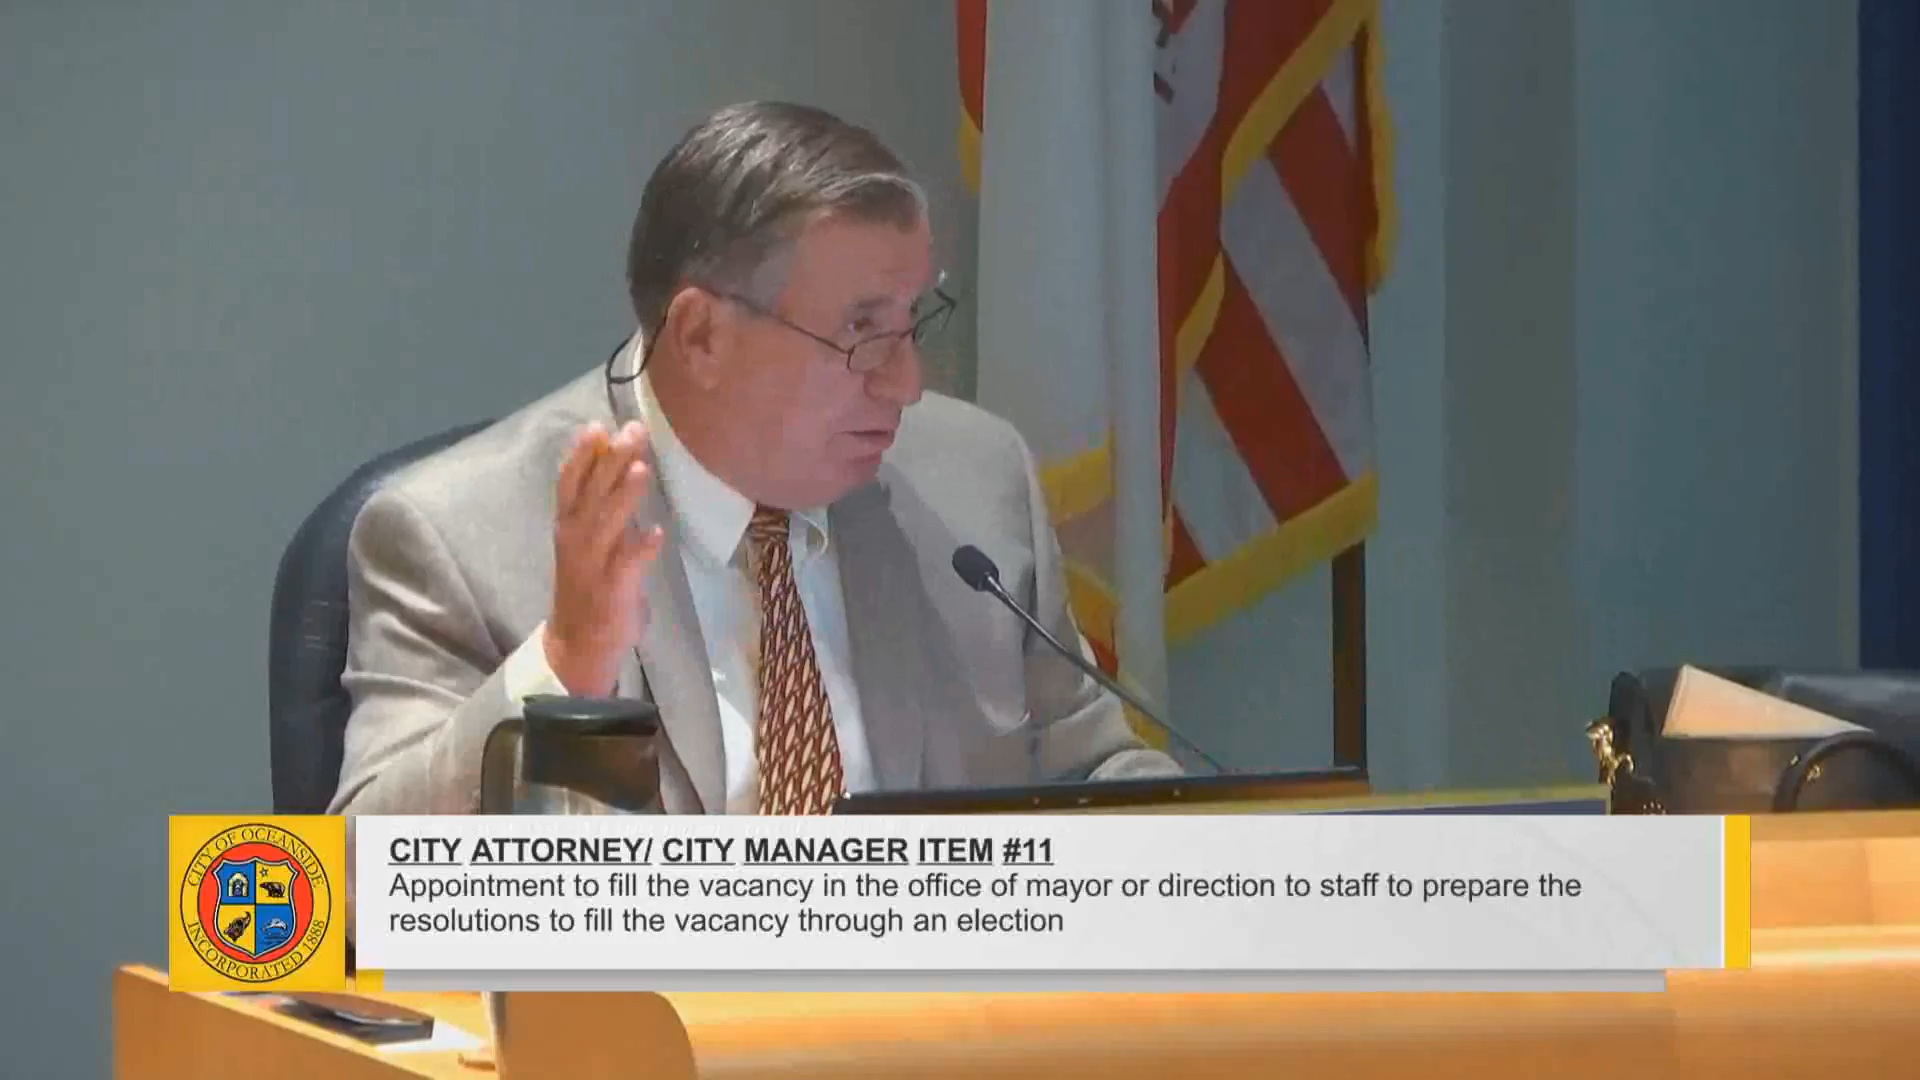 CITY ATTORNEY/ CITY MANAGER ITEM #11
Appointment to fill the vacancy in the office of mayor or direction to staff to prepare the
resolutions to fill the vacancy through an election
CITY OF OCEANSIDE
INCORPORATED 1888